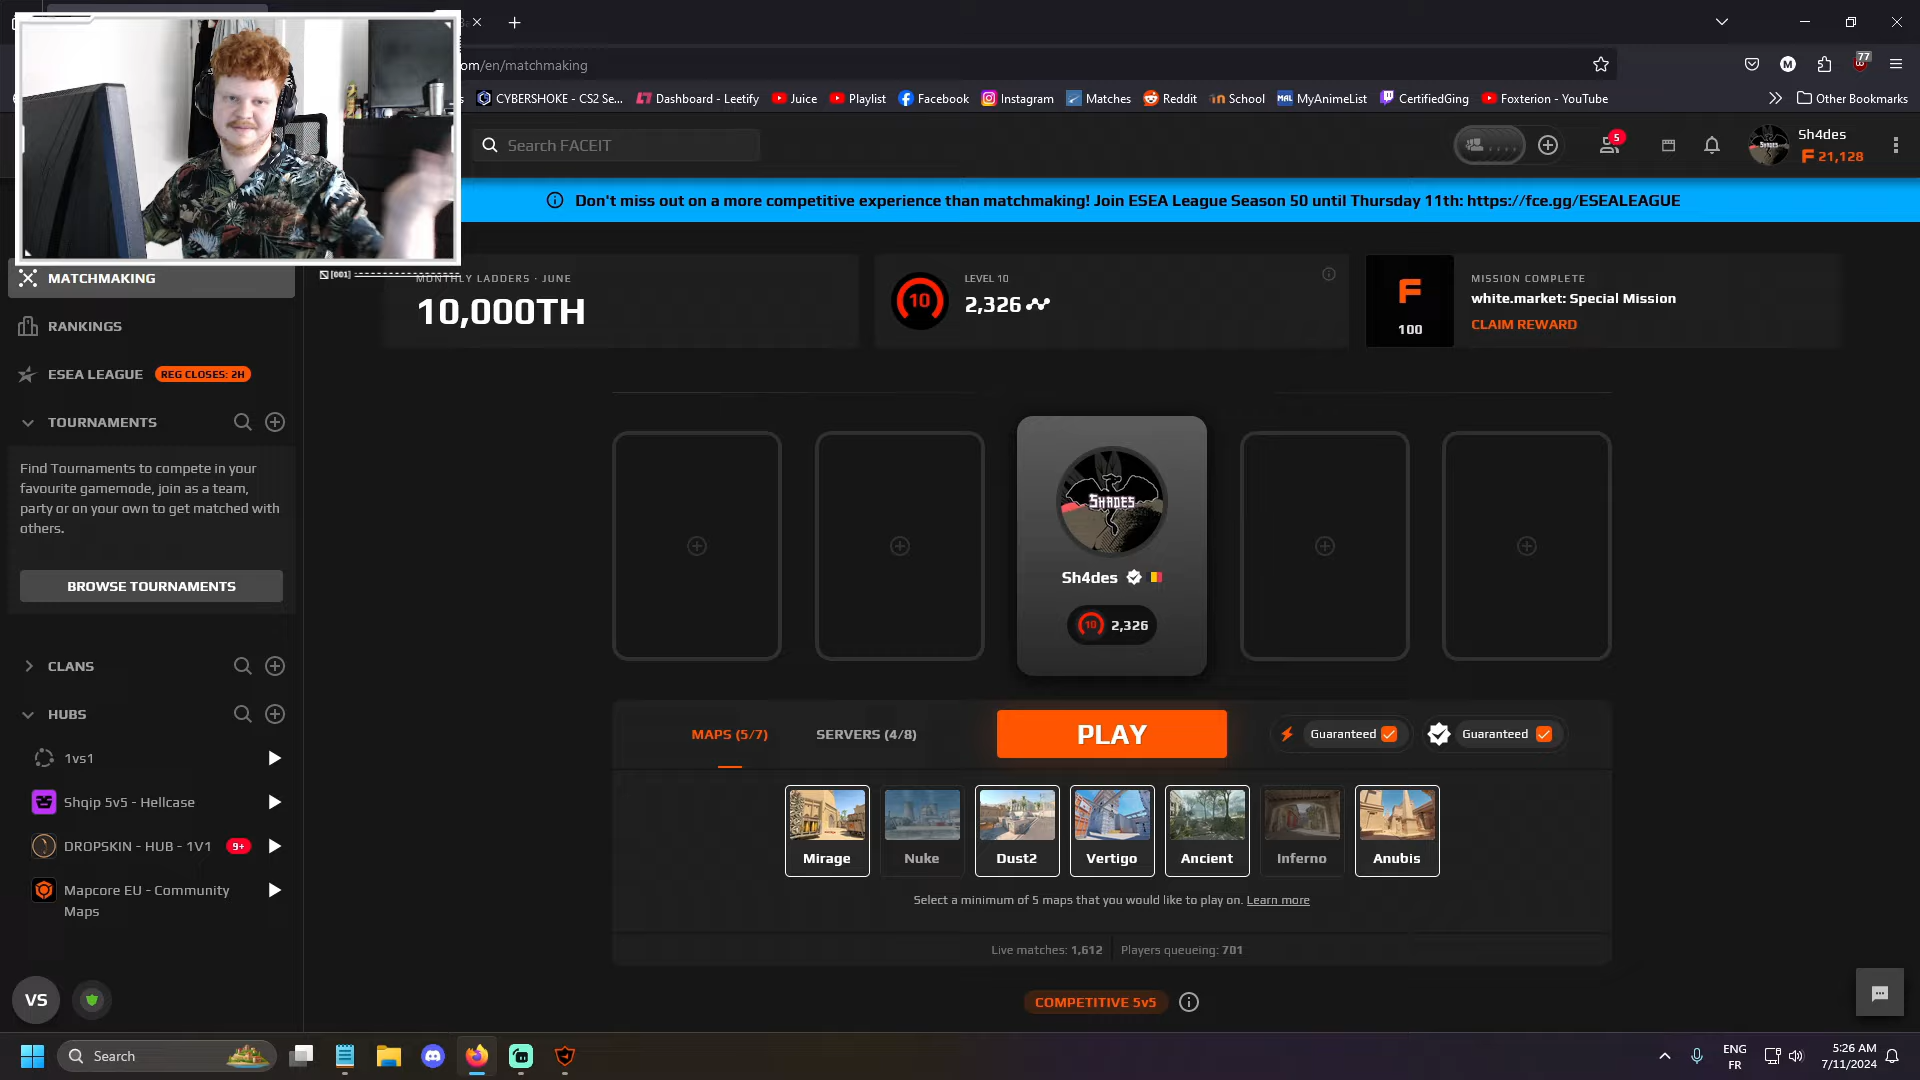 om/en/matchmaking
CYBERSHOKE - CS2 Se...
Dashboard - Leetify
Juice
Playlist
Facebook
Instagram
Matches
Reddit
School
MyAnimeList
CertifiedGing
Foxterion - YouTube
Other Bookmarks
77
M
Search FACEIT
5
Sh4des
21,128
Don't miss out on a more competitive experience than matchmaking! Join ESEA League Season 50 until Thursday 11th: https://fce.gg/ESEALEAGUE
[001]
MATCHMAKING
RANKINGS
ESEA LEAGUE
REG CLOSES: 2H
TOURNAMENTS
Find Tournaments to compete in your
favourite gamemode, join as a team,
party or on your own to get matched with
others.
BROWSE TOURNAMENTS
CLANS
HUBS
1vs1
Shqip 5v5 - Hellcase
DROPSKIN - HUB - 1V1
9+
Mapcore EU - Community
Maps
VS
MONTHLY LADDERS · JUNE
10,000TH
10
LEVEL 10
2,326
100
MISSION COMPLETE
white.market: Special Mission
CLAIM REWARD
SHADES
Sh4des
10
2,326
MAPS (5/7)
SERVERS (4/8)
PLAY
Guaranteed
Guaranteed
Mirage
Nuke
Dust2
Vertigo
Ancient
Inferno
Anubis
Select a minimum of 5 maps that you would like to play on. Learn more
Live matches: 1,612
Players queueing: 701
COMPETITIVE 5v5
Search
ENG
FR
5:26 AM
7/11/2024